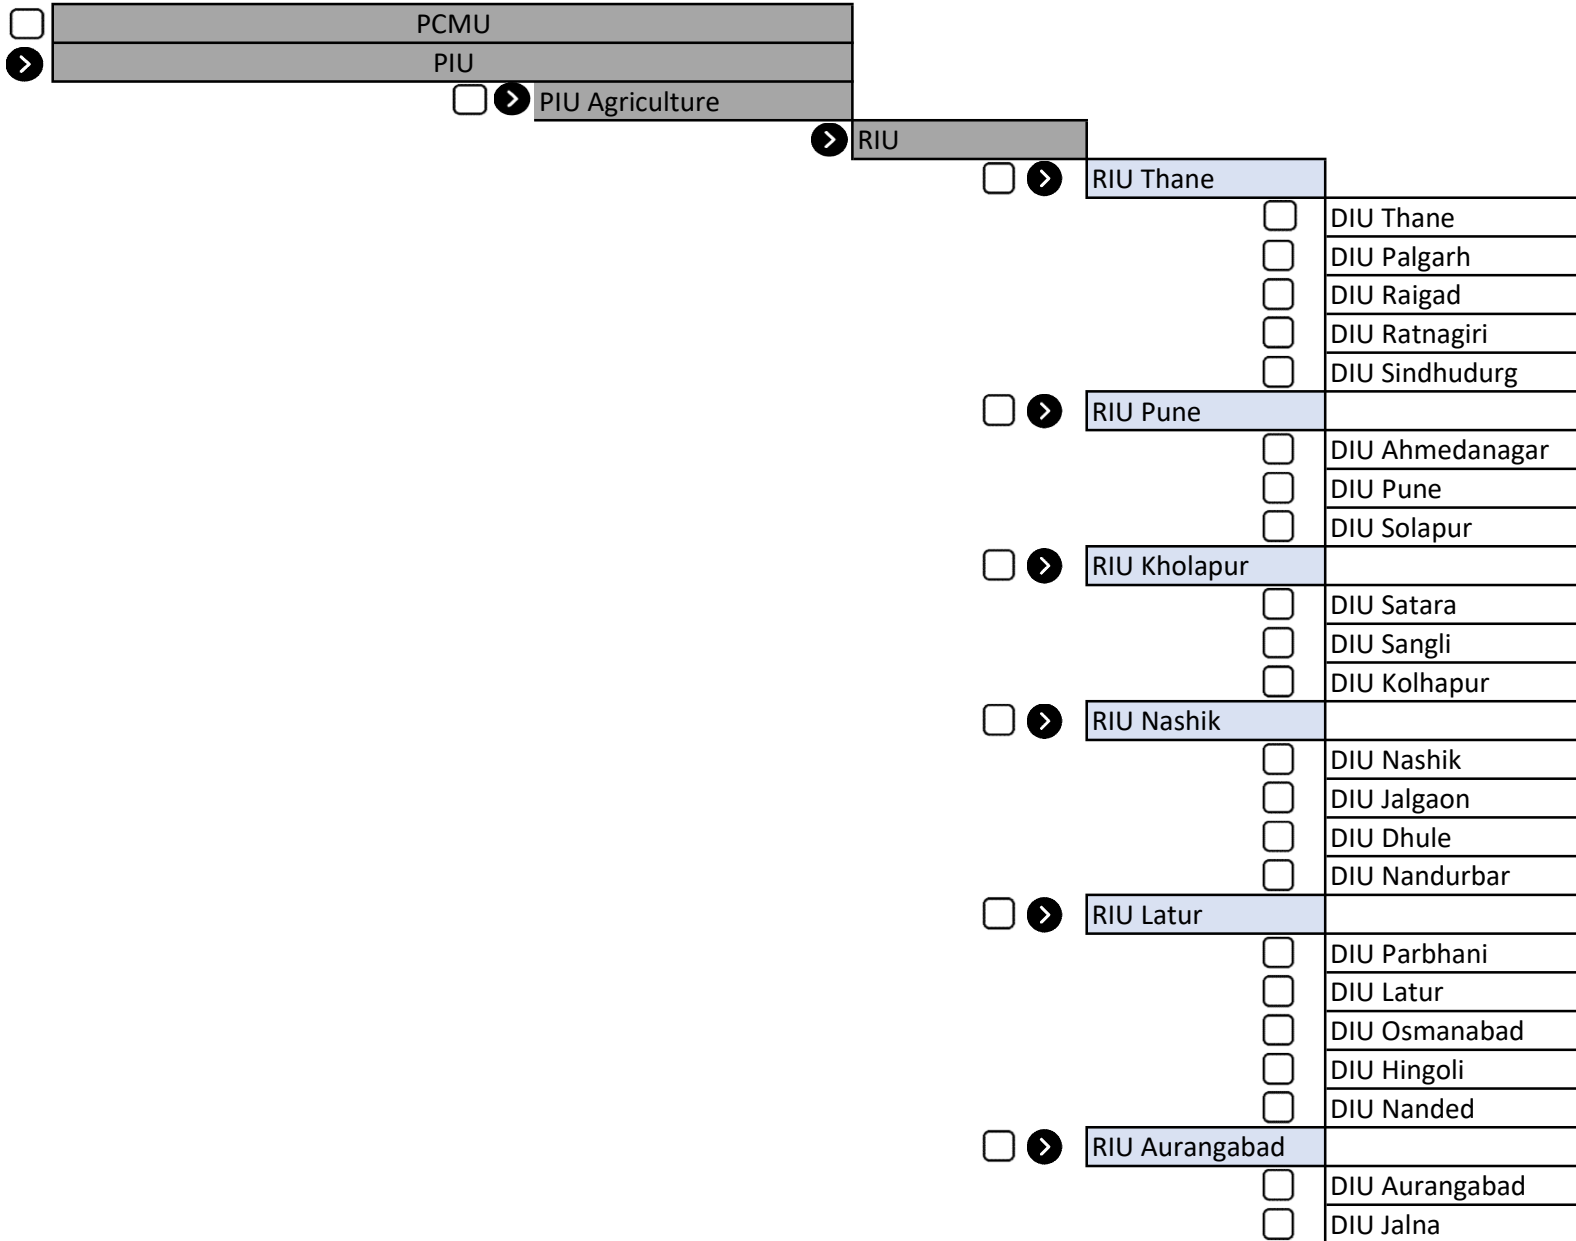 PCMU
PIU
PIU Agriculture
RIU
RIU Thane
DIU Thane
DIU Palgarh
DIU Raigad
DIU Ratnagiri
DIU Sindhudurg
RIU Pune
DIU Ahmedanagar
DIU Pune
DIU Solapur
RIU Kholapur
DIU Satara
DIU Sangli
DIU Kolhapur
RIU Nashik
DIU Nashik
DIU Jalgaon
DIU Dhule
DIU Nandurbar
RIU Latur
DIU Parbhani
DIU Latur
DIU Osmanabad
DIU Hingoli
DIU Nanded
RIU Aurangabad
DIU Aurangabad
DIU Jalna